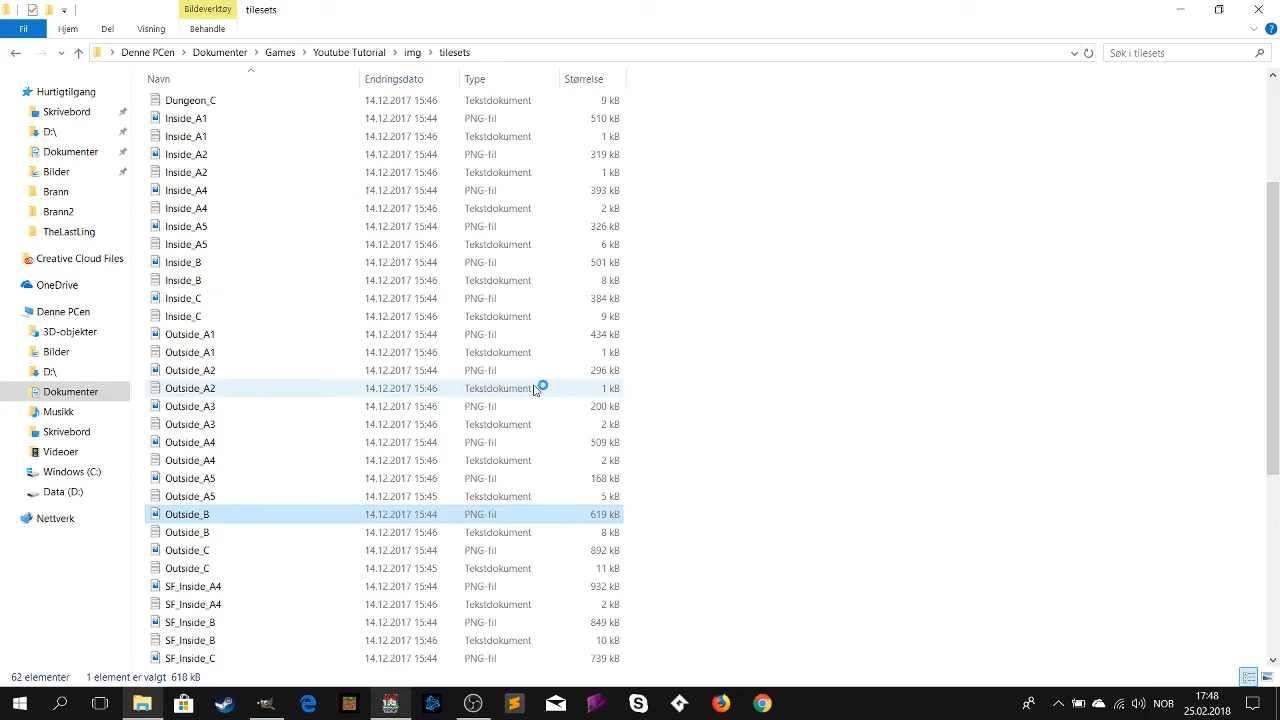 Bildeverktøy tilesets
Fil Hjem Del Visning Behandle
Denne PCen Dokumenter Games Youtube Tutorial img tilesets Søk i tilesets
Navn Endringsdato Type Størrelse
Hurtigtilgang
Skrivebord
D:\
Dokumenter
Bilder
Brann
Brann2
TheLastLing
Creative Cloud Files
OneDrive
Denne PCen
3D-objekter
Bilder
D:\
Dokumenter
Musikk
Skrivebord
Videoer
Windows (C:)
Data (D:)
Nettverk
Dungeon_C 14.12.2017 15:46 Tekstdokument 9 kB
Inside_A1 14.12.2017 15:44 PNG-fil 510 kB
Inside_A1 14.12.2017 15:46 Tekstdokument 1 kB
Inside_A2 14.12.2017 15:44 PNG-fil 319 kB
Inside_A2 14.12.2017 15:46 Tekstdokument 1 kB
Inside_A4 14.12.2017 15:44 PNG-fil 393 kB
Inside_A4 14.12.2017 15:46 Tekstdokument 2 kB
Inside_A5 14.12.2017 15:44 PNG-fil 326 kB
Inside_A5 14.12.2017 15:46 Tekstdokument 6 kB
Inside_B 14.12.2017 15:44 PNG-fil 501 kB
Inside_B 14.12.2017 15:46 Tekstdokument 8 kB
Inside_C 14.12.2017 15:44 PNG-fil 384 kB
Inside_C 14.12.2017 15:46 Tekstdokument 9 kB
Outside_A1 14.12.2017 15:44 PNG-fil 434 kB
Outside_A1 14.12.2017 15:46 Tekstdokument 1 kB
Outside_A2 14.12.2017 15:44 PNG-fil 296 kB
Outside_A2 14.12.2017 15:46 Tekstdokument 1 kB
Outside_A3 14.12.2017 15:46 PNG-fil 200 kB
Outside_A3 14.12.2017 15:46 Tekstdokument 2 kB
Outside_A4 14.12.2017 15:44 PNG-fil 509 kB
Outside_A4 14.12.2017 15:46 Tekstdokument 2 kB
Outside_A5 14.12.2017 15:44 PNG-fil 168 kB
Outside_A5 14.12.2017 15:45 Tekstdokument 5 kB
Outside_B 14.12.2017 15:44 PNG-fil 619 kB
Outside_B 14.12.2017 15:46 Tekstdokument 8 kB
Outside_C 14.12.2017 15:44 PNG-fil 892 kB
Outside_C 14.12.2017 15:45 Tekstdokument 11 kB
SF_Inside_A4 14.12.2017 15:44 PNG-fil 932 kB
SF_Inside_A4 14.12.2017 15:46 Tekstdokument 2 kB
SF_Inside_B 14.12.2017 15:44 PNG-fil 849 kB
SF_Inside_B 14.12.2017 15:46 Tekstdokument 10 kB
SF_Inside_C 14.12.2017 15:44 PNG-fil 739 kB
62 elementer 1 element er valgt 618 kB
NOB
17:48
25.02.2018